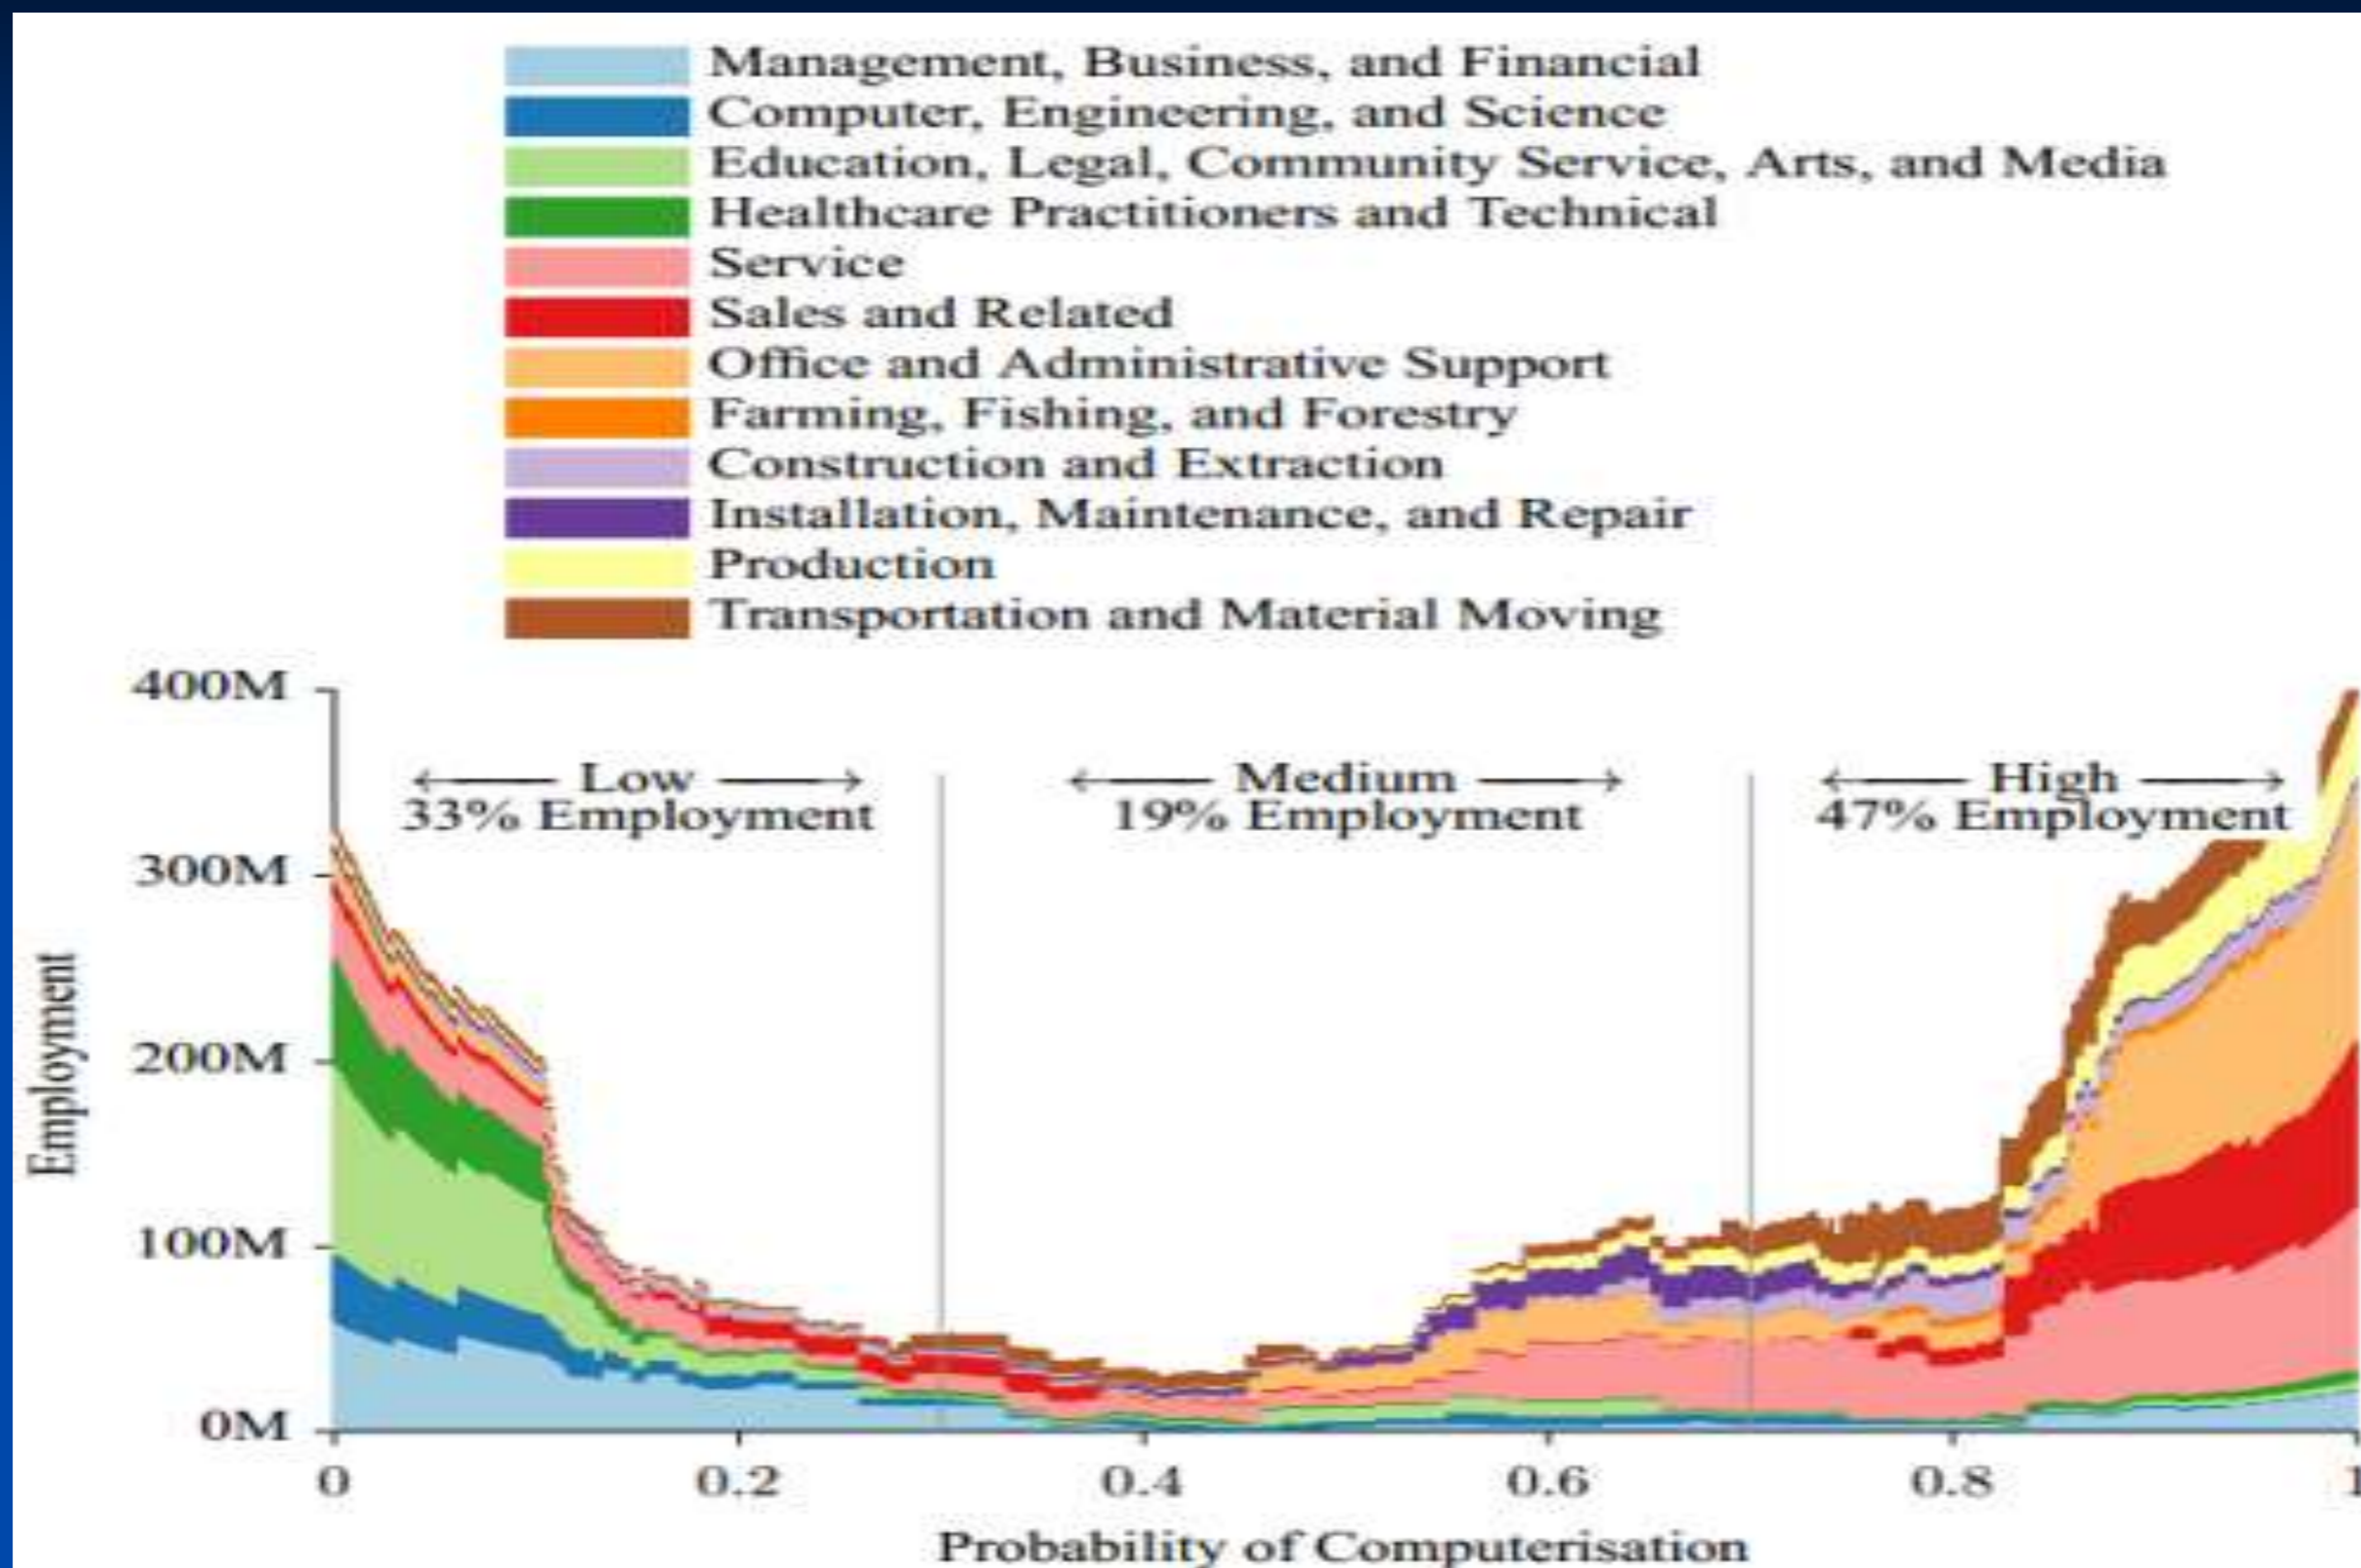 Management, Business, and Financial
Computer, Engineering, and Science
Education, Legal, Community Service, Arts, and Media
Healthcare Practitioners and Technical
Service
Sales and Related
Office and Administrative Support
Farming, Fishing, and Forestry
Construction and Extraction
Installation, Maintenance, and Repair
Production
Transportation and Material Moving
400M
300M
200M
100M
0M
Employment
← Low →
33% Employment
← Medium →
19% Employment
← High →
47% Employment
0 0.2 0.4 0.6 0.8 1
Probability of Computerisation